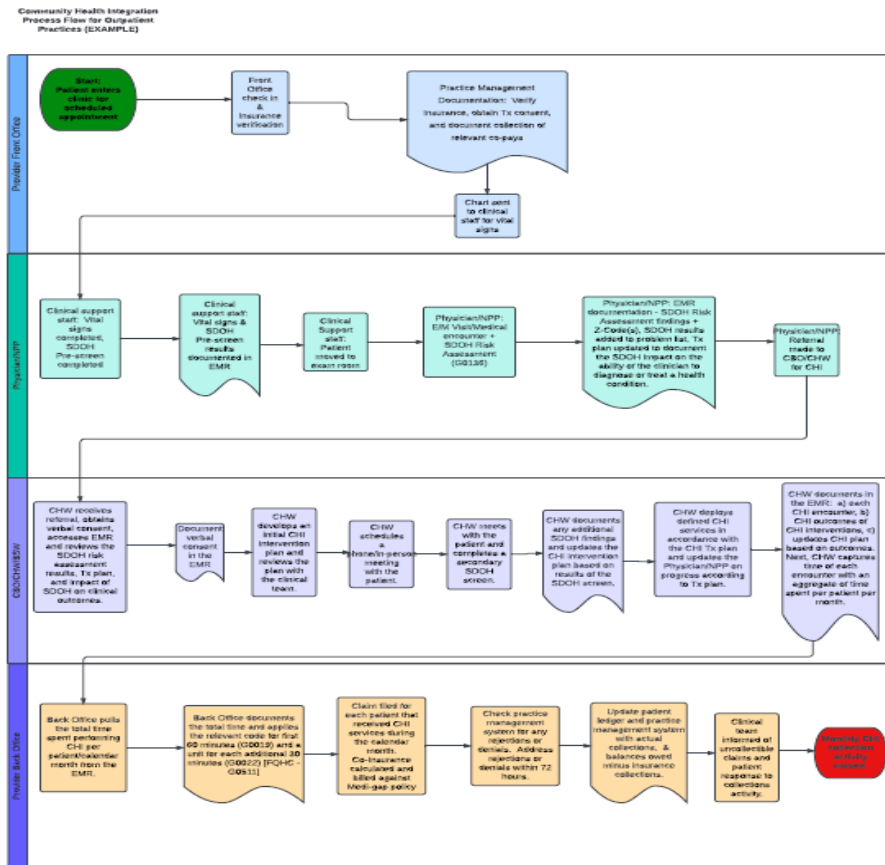 Community Health Integration
Process Flow for Outpatient
Practices (EXAMPLE)
Provider Front Office
Start:
Patient enters
clinic for
scheduled
appointment
Front
Office
check in
&
Insurance
verification
Practice Management
Documentation: Verify
Insurance, obtain Tx consent,
and document collection of
relevant co-pays
Chart sent
to clinical
staff for vital
signs
Physician/NPP
Clinical support
staff: Vital
signs
completed,
SDOH
Pre-screen
completed
Clinical
support staff:
Vital signs &
SDOH
Pre-screen
results
documented in
EMR
Clinical
Support
staff:
Patient
moved to
exam room
Physician/NPP:
E/M Visit/Medical
encounter +
SDOH Risk
Assessment
(G0136)
Physician/NPP: EMR
documentation - SDOH Risk
Assessment findings +
Z-Code(s), SDOH results
added to problem list, Tx
plan updated to document
the SDOH impact on the
ability of the clinician to
diagnose or treat a health
condition.
Physician/NPP:
Referral
made to
CBO/CHW
for CHI
CBO/CHW/BSW
CHW receives
referral, obtains
verbal consent,
accesses EMR
and reviews the
SDOH risk
assessment
results, Tx plan,
and impact of
SDOH on clinical
outcomes.
Document
verbal
consent in
the EMR
CHW
develops an
initial CHI
intervention
plan and
reviews the
plan with
the clinical
team.
CHW
schedules
a
phone/in-person
meeting
with the
patient.
CHW meets
with the
patient and
completes a
secondary
SDOH
screen.
CHW documents
any additional
SDOH findings
and updates the
CHI intervention
plan based on
results of the
SDOH screen.
CHW deploys
defined CHI
services in
accordance with
the CHI Tx plan
and updates the
Physician/NPP on
progress according
to Tx plan.
CHW documents in
the EMR: a) each
CHI encounter, b)
CHI outcomes of
CHI interventions, c)
updates CHI plan
based on outcomes.
Next, CHW captures
time of each
encounter with an
aggregate of time
spent per patient per
month.
Provider Back Office
Back Office pulls
the total time
spent performing
CHI per
patient/calendar
month from the
EMR.
Back Office documents
the total time and applies
the relevant code for first
60 minutes (G0019) and a
unit for each additional 30
minutes (G0022) [FQHC -
G0511]
Claim filed for
each patient that
received CHI
services during
the calendar
month.
Co-Insurance
calculated and
billed against
Medi-gap policy
Check practice
management
system for any
rejections or
denials. Address
rejections or
denials within 72
hours.
Update patient
ledger and practice
management system
with actual
collections, &
balances owed
minus insurance
collections.
Clinical
team
informed of
uncollectible
claims and
patient
response to
collections
activity.
Monthly CHI
collection
activity